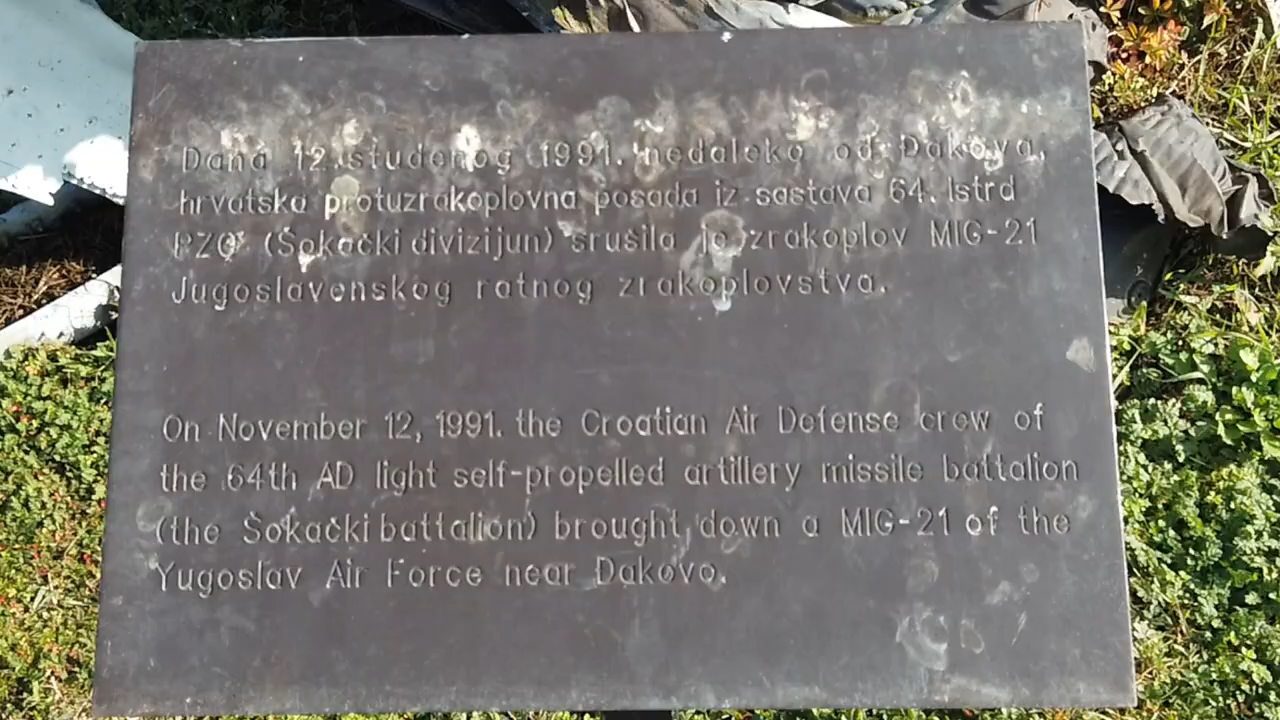 Dana 12. studenog 1991. nedaleko od Đakova,
hrvatska protuzrakoplovna posada iz sastava 64. lstrd
PZO (Šokački divizijun) srušila je zrakoplov MIG-21
Jugoslavenskog ratnog zrakoplovstva.
On November 12, 1991. the Croatian Air Defense crew of
the 64th AD light self-propelled artillery missile battalion
(the Šokački battalion) brought down a MIG-21 of the
Yugoslav Air Force near Đakovo.